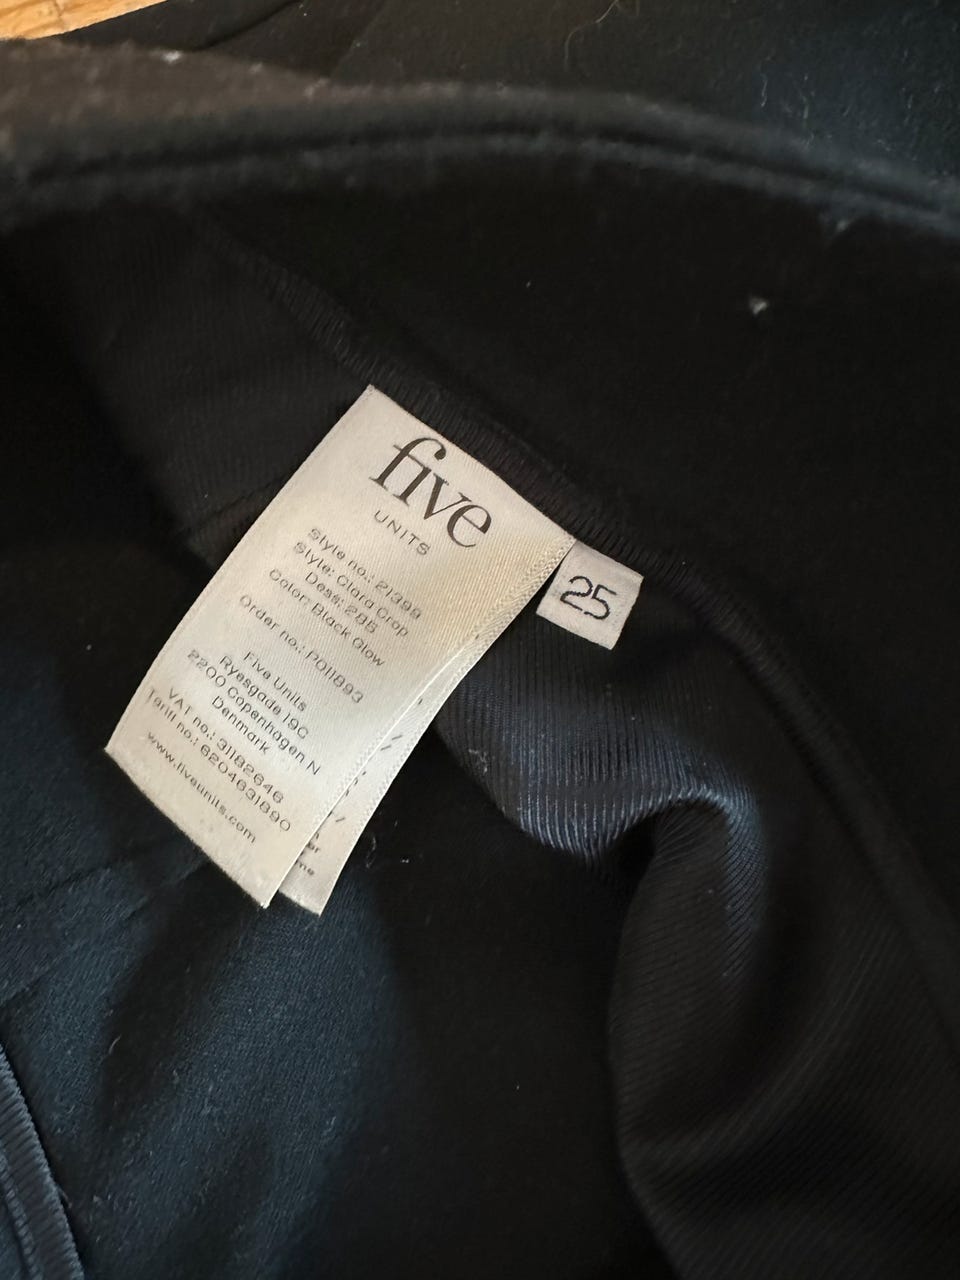 five
UNITS
Style no.: 21399
Style: Clara Crop
Dess: 285
Color: Black Glow
Order no.: PO11893
Five Units
Ryesgade 19C
2200 Copenhagen N
Denmark
VAT no.: 31182646
Tariff no.: 6204631890
www.fiveunits.com
25